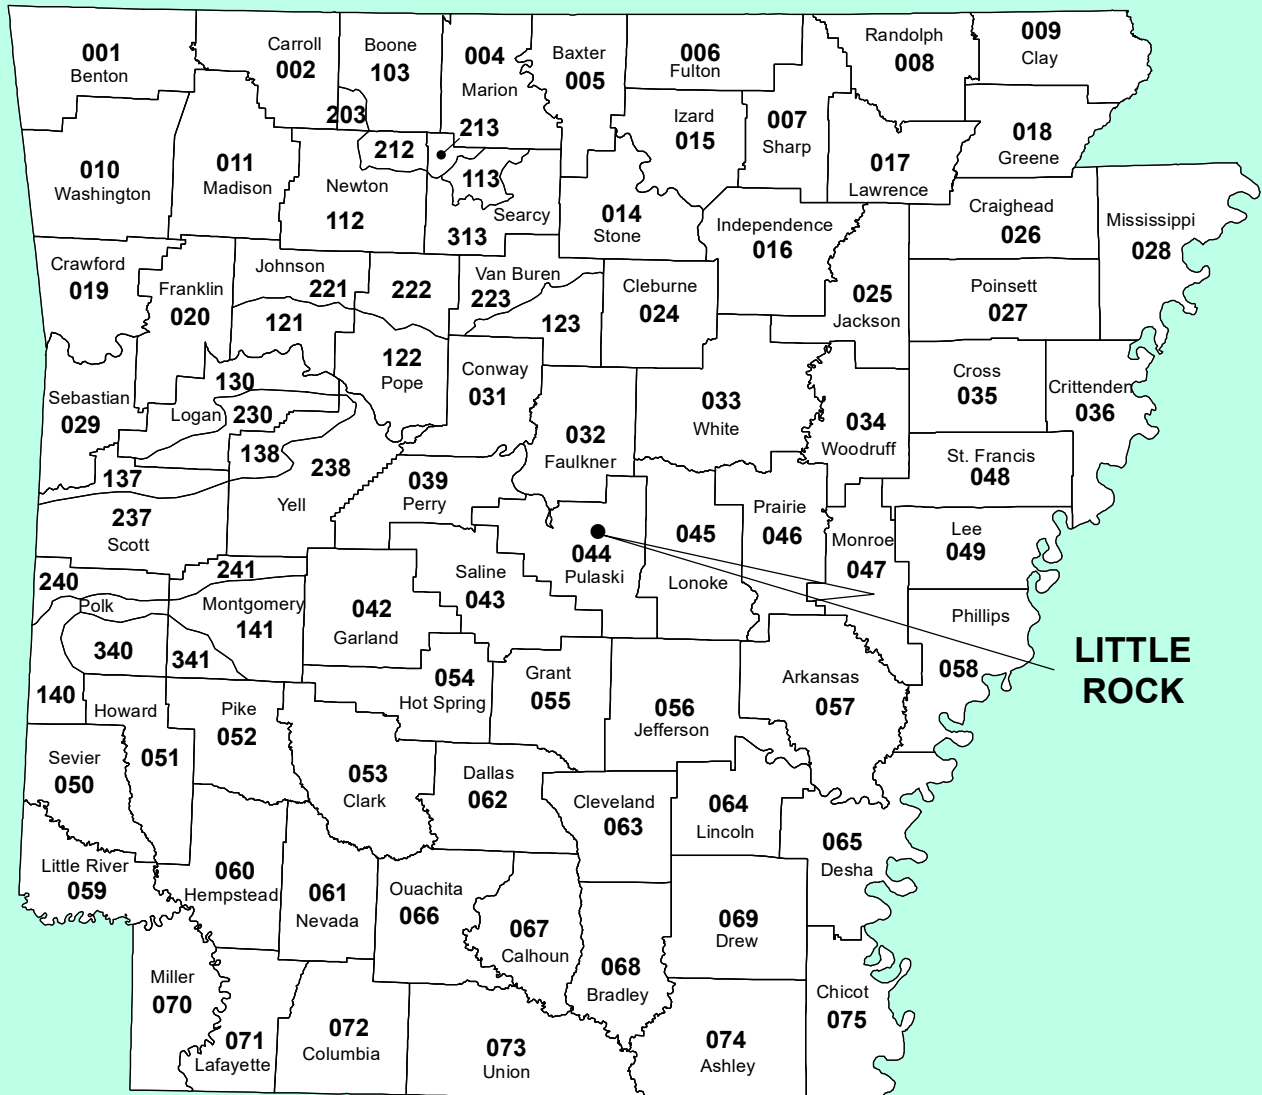 001
Benton
Carroll
002
Boone
103
203
004
Marion
213
Baxter
005
006
Fulton
Randolph
008
009
Clay
Izard
015
007
Sharp
017
Lawrence
018
Greene
010
Washington
011
Madison
212
Newton
112
113
Searcy
313
014
Stone
Independence
016
Craighead
026
Mississippi
028
Crawford
019
Franklin
020
Johnson
221
121
222
122
Pope
Van Buren
223
123
Cleburne
024
025
Jackson
Poinsett
027
Sebastian
029
130
Logan
230
138
137
Conway
031
032
Faulkner
033
White
034
Woodruff
Cross
035
Crittenden
036
St. Francis
048
237
Scott
238
Yell
039
Perry
044
Pulaski
045
Lonoke
Prairie
046
Monroe
047
Lee
049
Phillips
058
LITTLE
ROCK
240
Polk
340
140
241
Montgomery
141
341
042
Garland
Saline
043
054
Hot Spring
Grant
055
056
Jefferson
Arkansas
057
Sevier
050
Howard
051
Pike
052
053
Clark
Dallas
062
Cleveland
063
064
Lincoln
065
Desha
Little River
059
060
Hempstead
061
Nevada
Ouachita
066
067
Calhoun
068
Bradley
069
Drew
Chicot
075
Miller
070
071
Lafayette
072
Columbia
073
Union
074
Ashley